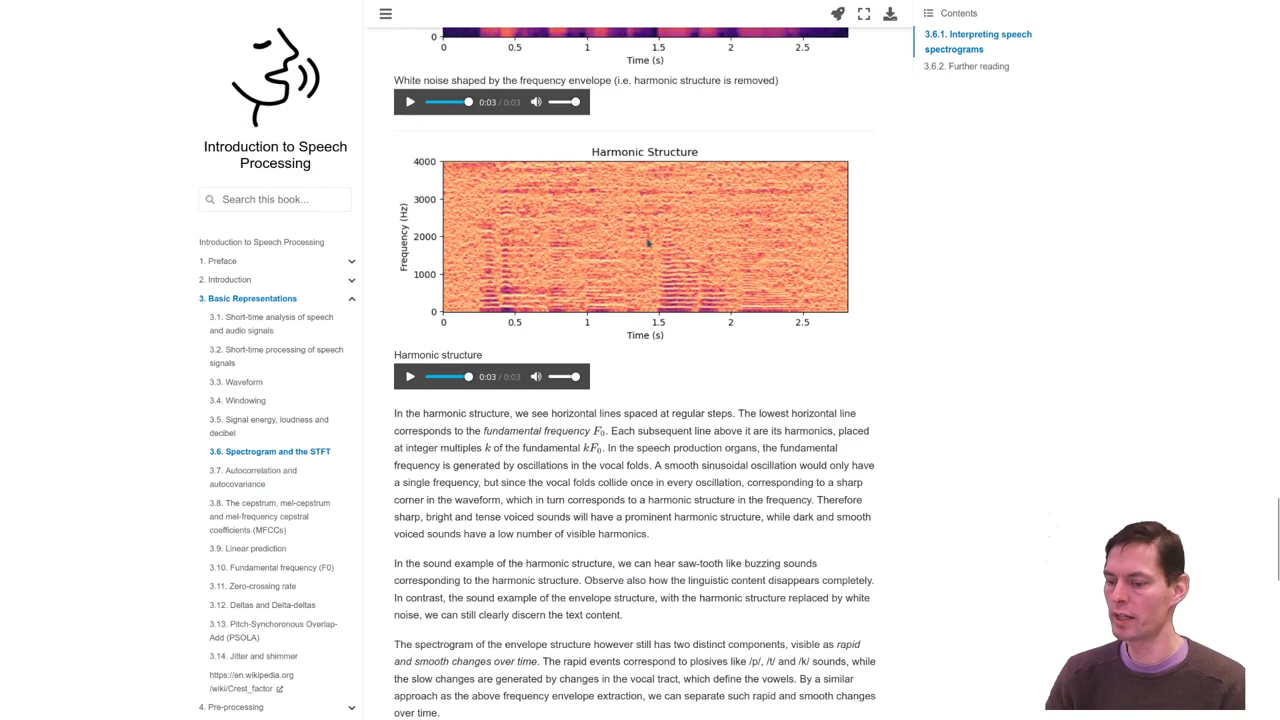 Introduction to Speech
Processing
Search this book...
Introduction to Speech Processing
1. Preface
2. Introduction
3. Basic Representations
3.1. Short-time analysis of speech
and audio signals
3.2. Short-time processing of speech
signals
3.3. Waveform
3.4. Windowing
3.5. Signal energy, loudness and
decibel
3.6. Spectrogram and the STFT
3.7. Autocorrelation and
autocovariance
3.8. The cepstrum, mel-cepstrum
and mel-frequency cepstral
coefficients (MFCCs)
3.9. Linear prediction
3.10. Fundamental frequency (F0)
3.11. Zero-crossing rate
3.12. Deltas and Delta-deltas
3.13. Pitch-Synchoronous Overlap-
Add (PSOLA)
3.14. Jitter and shimmer
https://en.wikipedia.org
/wiki/Crest_factor
4. Pre-processing
0
0 0.5 1 1.5 2 2.5
Time (s)
White noise shaped by the frequency envelope (i.e. harmonic structure is removed)
0:03 / 0:03
Harmonic Structure
4000
3000
2000
1000
0
Frequency (Hz)
0 0.5 1 1.5 2 2.5
Time (s)
Harmonic structure
0:03 / 0:03
In the harmonic structure, we see horizontal lines spaced at regular steps. The lowest horizontal line
corresponds to the fundamental frequency F₀. Each subsequent line above it are its harmonics, placed
at integer multiples k of the fundamental kF₀. In the speech production organs, the fundamental
frequency is generated by oscillations in the vocal folds. A smooth sinusoidal oscillation would only have
a single frequency, but since the vocal folds collide once in every oscillation, corresponding to a sharp
corner in the waveform, which in turn corresponds to a harmonic structure in the frequency. Therefore
sharp, bright and tense voiced sounds will have a prominent harmonic structure, while dark and smooth
voiced sounds have a low number of visible harmonics.
In the sound example of the harmonic structure, we can hear saw-tooth like buzzing sounds
corresponding to the harmonic structure. Observe also how the linguistic content disappears completely.
In contrast, the sound example of the envelope structure, with the harmonic structure replaced by white
noise, we can still clearly discern the text content.
The spectrogram of the envelope structure however still has two distinct components, visible as rapid
and smooth changes over time. The rapid events correspond to plosives like /p/, /t/ and /k/ sounds, while
the slow changes are generated by changes in the vocal tract, which define the vowels. By a similar
approach as the above frequency envelope extraction, we can separate such rapid and smooth changes
over time.
Contents
3.6.1. Interpreting speech
spectrograms
3.6.2. Further reading